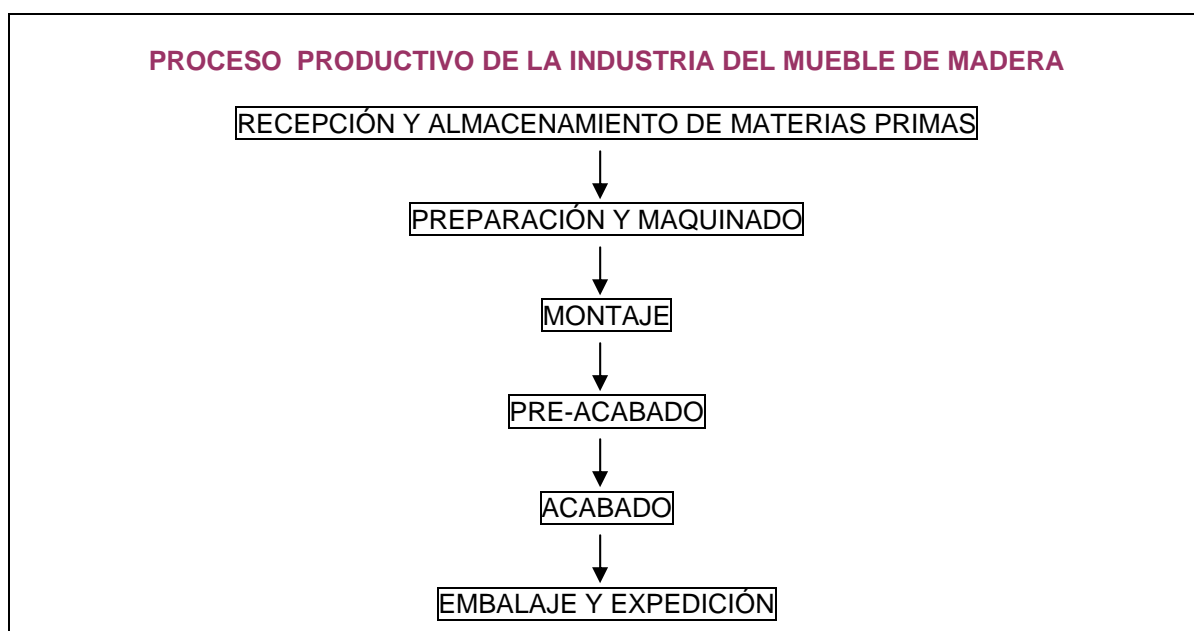 PROCESO PRODUCTIVO DE LA INDUSTRIA DEL MUEBLE DE MADERA
RECEPCIÓN Y ALMACENAMIENTO DE MATERIAS PRIMAS
PREPARACIÓN Y MAQUINADO
MONTAJE
PRE-ACABADO
ACABADO
EMBALAJE Y EXPEDICIÓN